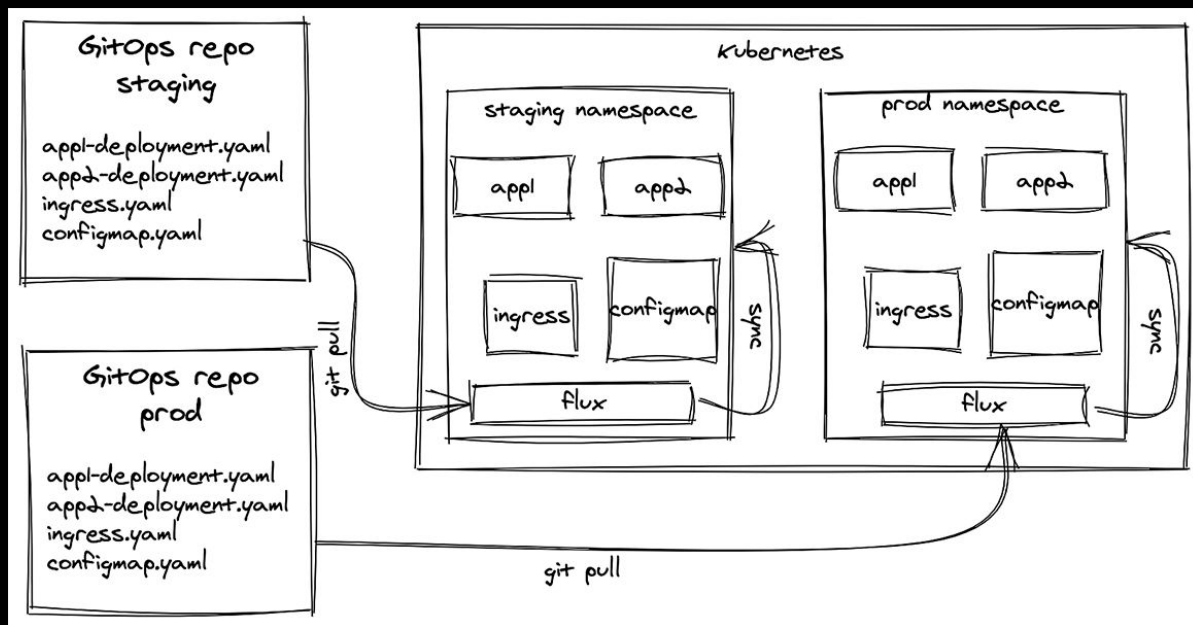 GitOps repo
staging
app1-deployment.yaml
app2-deployment.yaml
ingress.yaml
configmap.yaml
GitOps repo
prod
app1-deployment.yaml
app2-deployment.yaml
ingress.yaml
configmap.yaml
git pull
git pull
Kubernetes
staging namespace
app1
app2
ingress
configmap
flux
sync
prod namespace
app1
app2
ingress
configmap
flux
sync